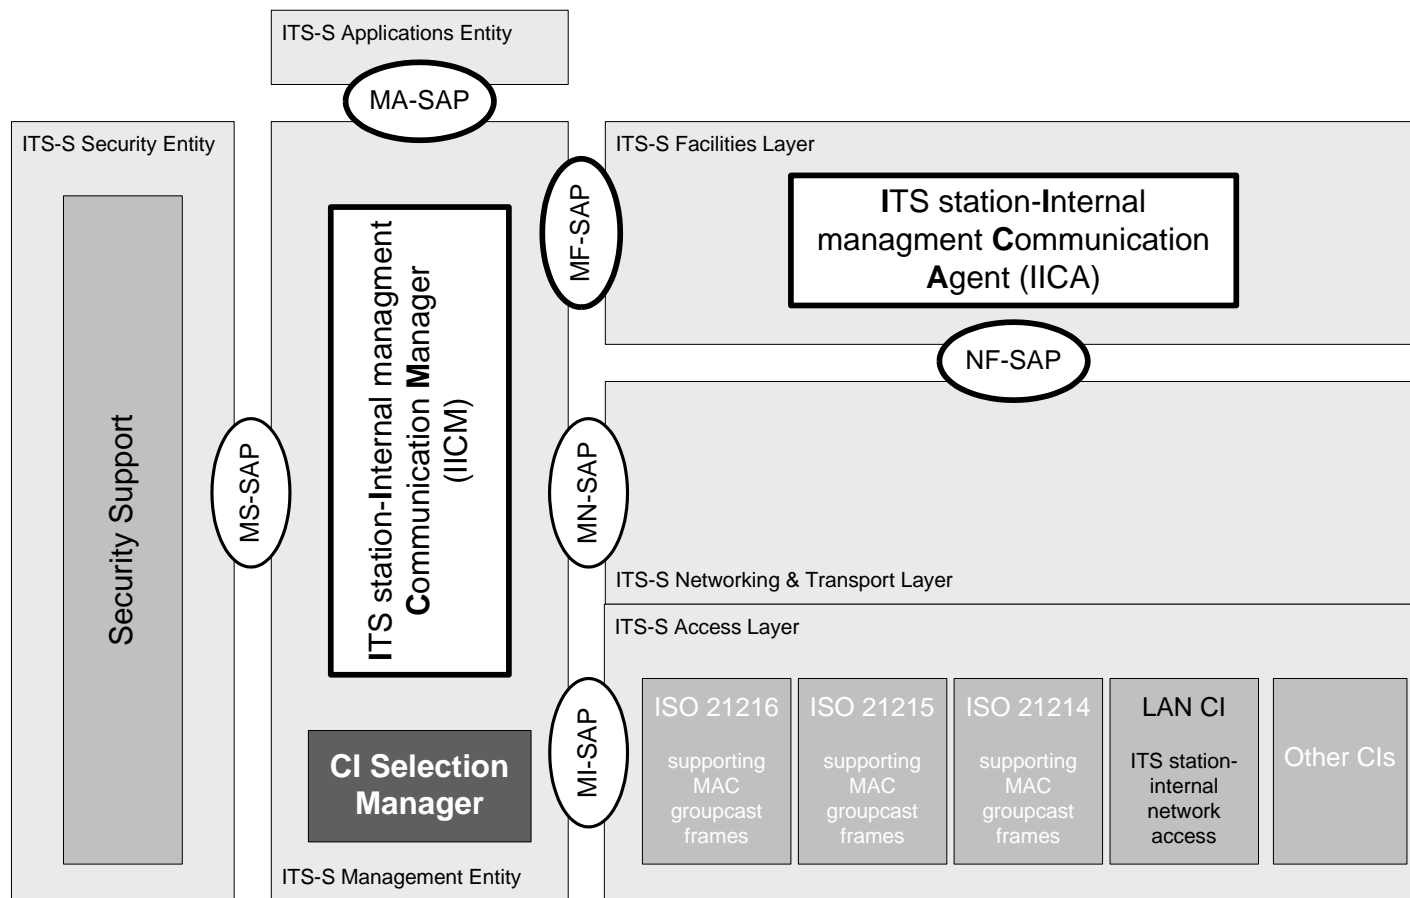 ITS-S Applications Entity
MA-SAP
ITS-S Security Entity
Security Support
MS-SAP
ITS station-Internal managment
Communication Manager
(IICM)
CI Selection
Manager
ITS-S Management Entity
MF-SAP
MN-SAP
MI-SAP
ITS-S Facilities Layer
ITS station-Internal
managment Communication
Agent (IICA)
NF-SAP
ITS-S Networking & Transport Layer
ITS-S Access Layer
ISO 21216
supporting
MAC
groupcast
frames
ISO 21215
supporting
MAC
groupcast
frames
ISO 21214
supporting
MAC
groupcast
frames
LAN CI
ITS station-
internal
network
access
Other CIs